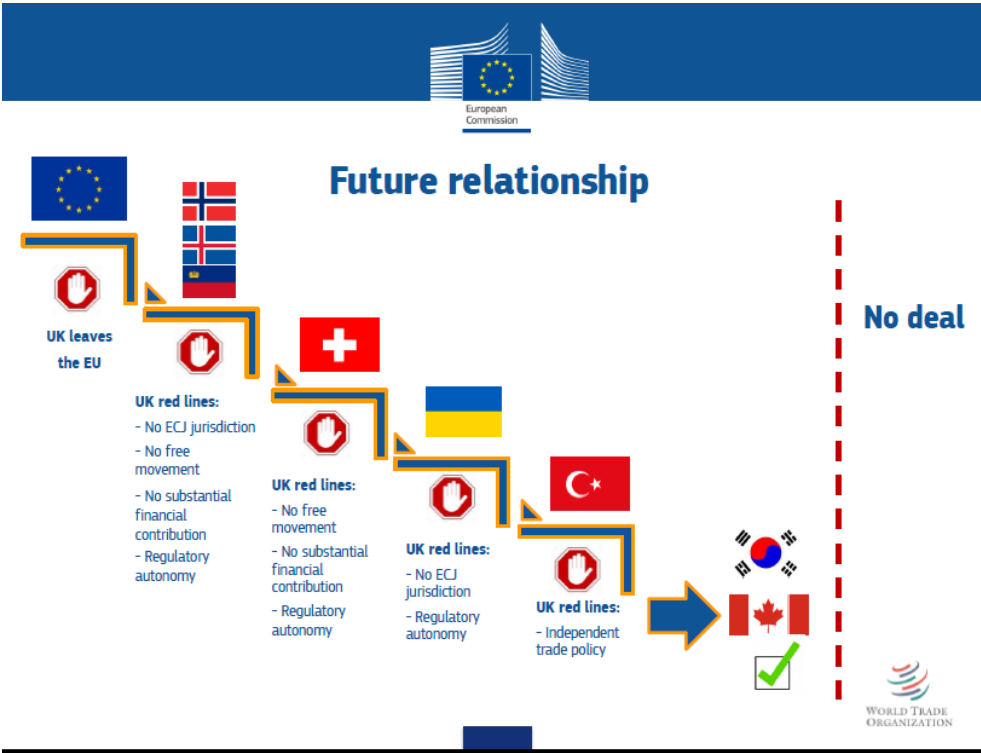 European
Commission
Future relationship
No deal
UK leaves
the EU
UK red lines:
- No ECJ jurisdiction
- No free
movement
- No substantial
financial
contribution
- Regulatory
autonomy
UK red lines:
- No free
movement
- No substantial
financial
contribution
- Regulatory
autonomy
UK red lines:
- No ECJ
jurisdiction
- Regulatory
autonomy
UK red lines:
- Independent
trade policy
WORLD TRADE
ORGANIZATION